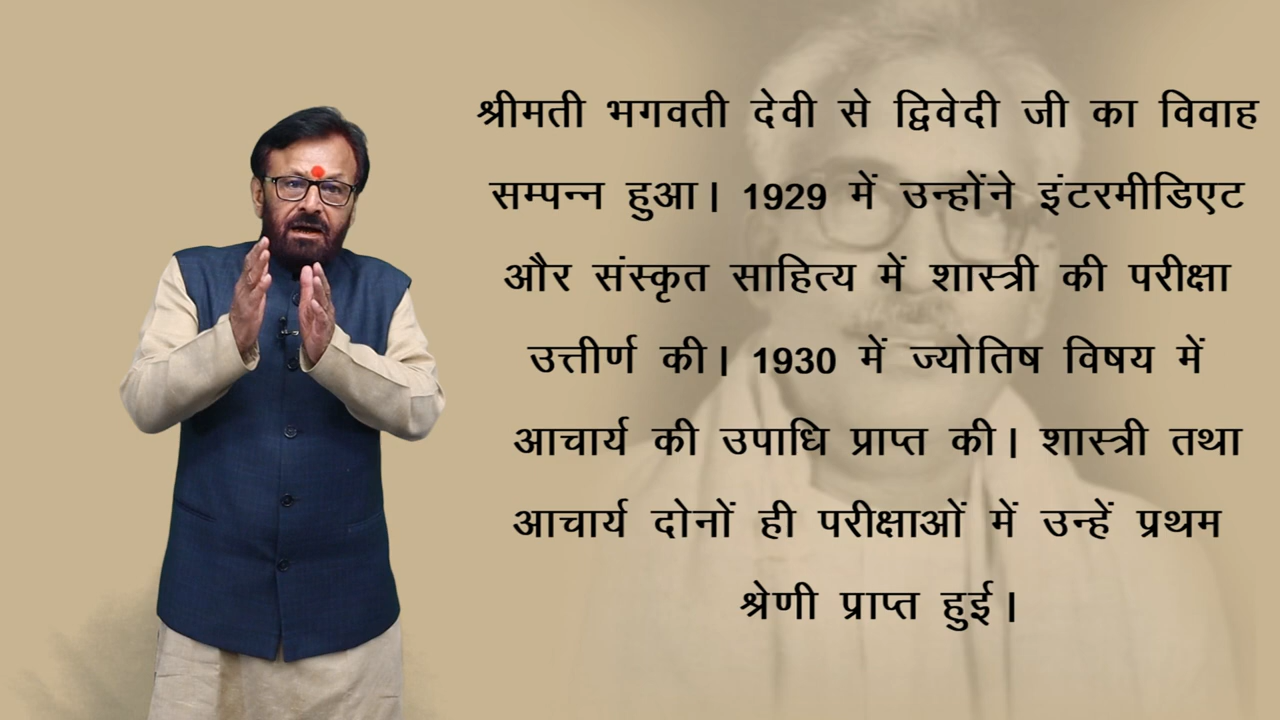 श्रीमती भगवती देवी से द्विवेदी जी का विवाह
सम्पन्न हुआ। 1929 में उन्होंने इंटरमीडिएट
और संस्कृत साहित्य में शास्त्री की परीक्षा
उत्तीर्ण की। 1930 में ज्योतिष विषय में
आचार्य की उपाधि प्राप्त की। शास्त्री तथा
आचार्य दोनों ही परीक्षाओं में उन्हें प्रथम
श्रेणी प्राप्त हुई।